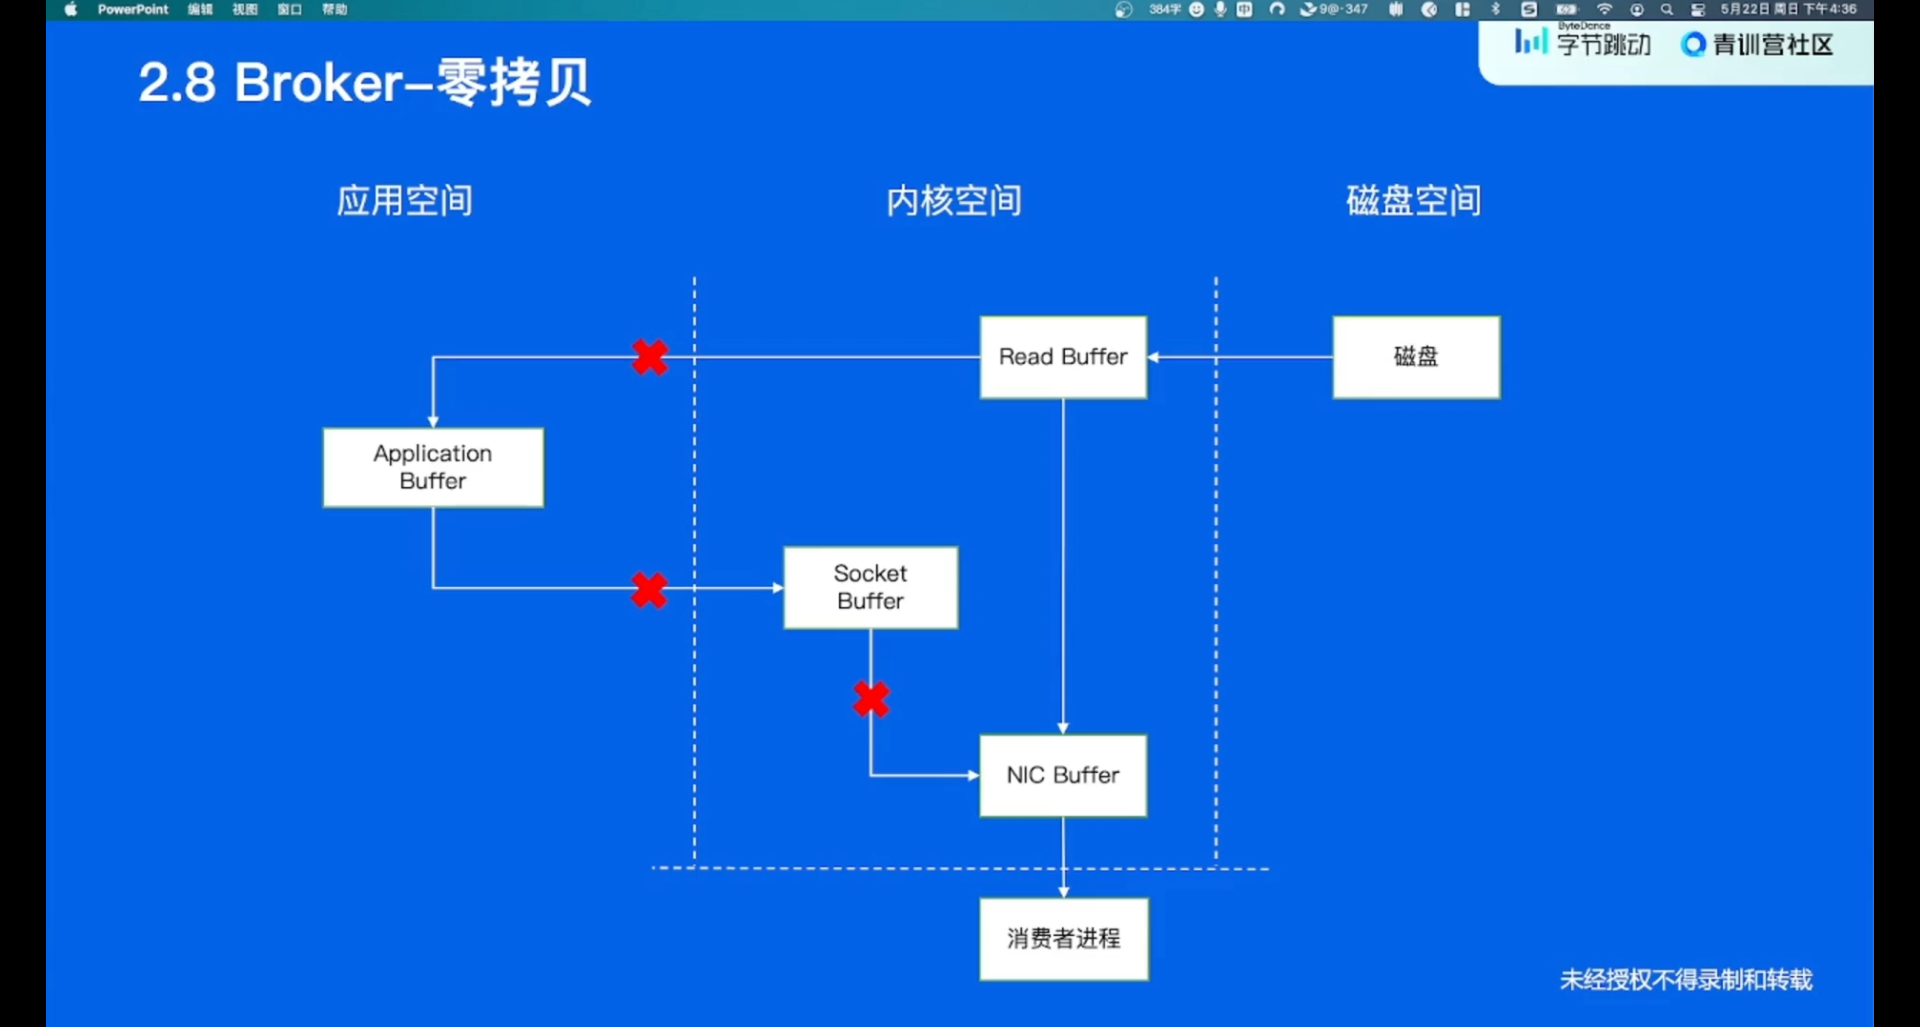 PowerPoint 编辑 视图 窗口 帮助 384字 中 9@·347 S 5月22日 周日 下午4:36
ByteDance
字节跳动 青训营社区
2.8 Broker-零拷贝
应用空间 内核空间 磁盘空间
Read Buffer
磁盘
Application
Buffer
Socket
Buffer
NIC Buffer
消费者进程
未经授权不得录制和转载